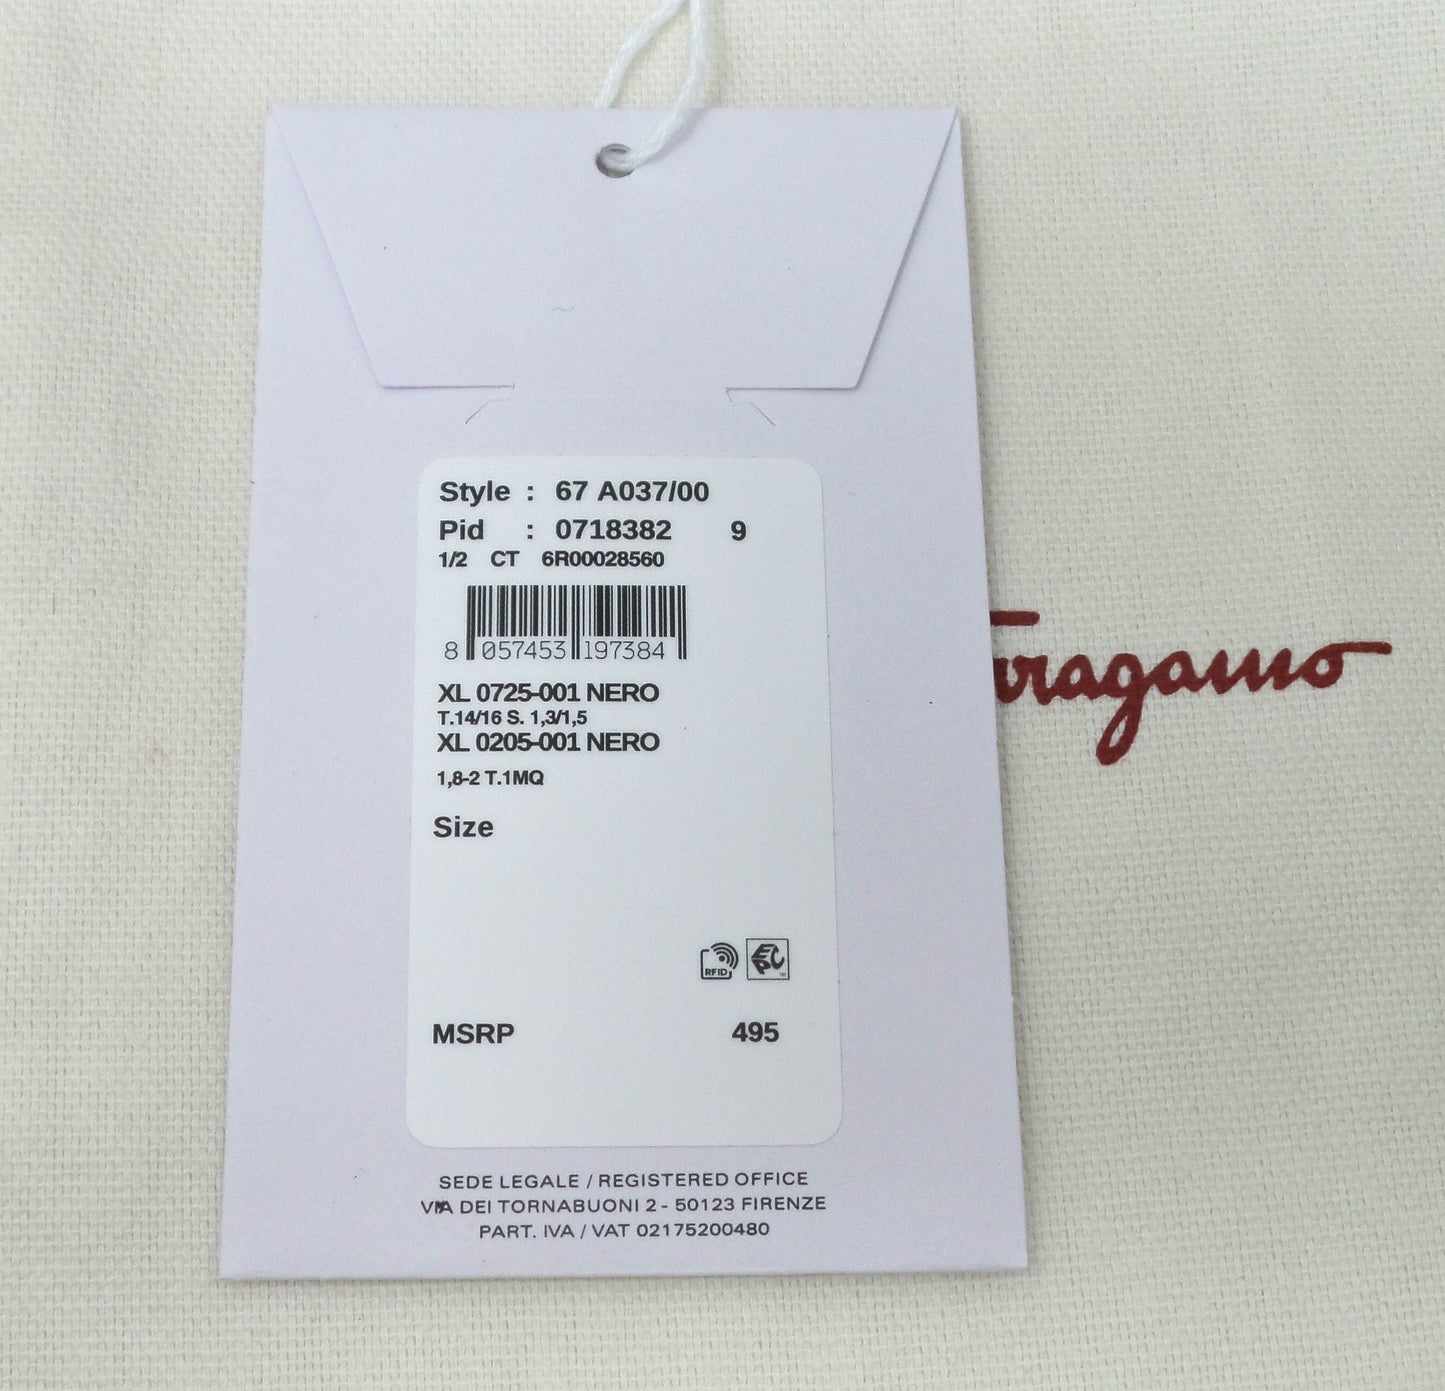 Style : 67 A037/00
Pid : 0718382 9
1/2 CT 6R00028560
8 057453 197384
XL 0725-001 NERO
T.14/16 S. 1,3/1,5
XL 0205-001 NERO
1,8-2 T.1MQ
Size
RFID
EPC
MSRP 495
SEDE LEGALE / REGISTERED OFFICE
VIA DEI TORNABUONI 2 - 50123 FIRENZE
PART. IVA / VAT 02175200480
rragamo